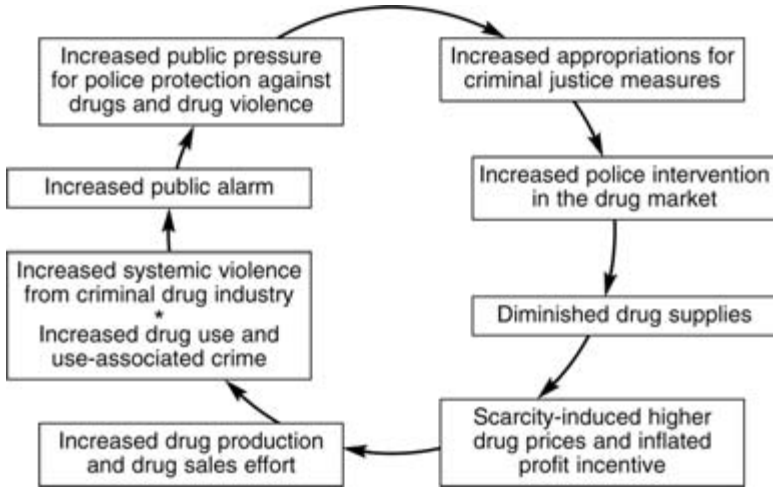 Increased public pressure
for police protection against
drugs and drug violence
Increased appropriations for
criminal justice measures
Increased police intervention
in the drug market
Diminished drug supplies
Scarcity-induced higher
drug prices and inflated
profit incentive
Increased drug production
and drug sales effort
Increased systemic violence
from criminal drug industry
*
Increased drug use and
use-associated crime
Increased public alarm